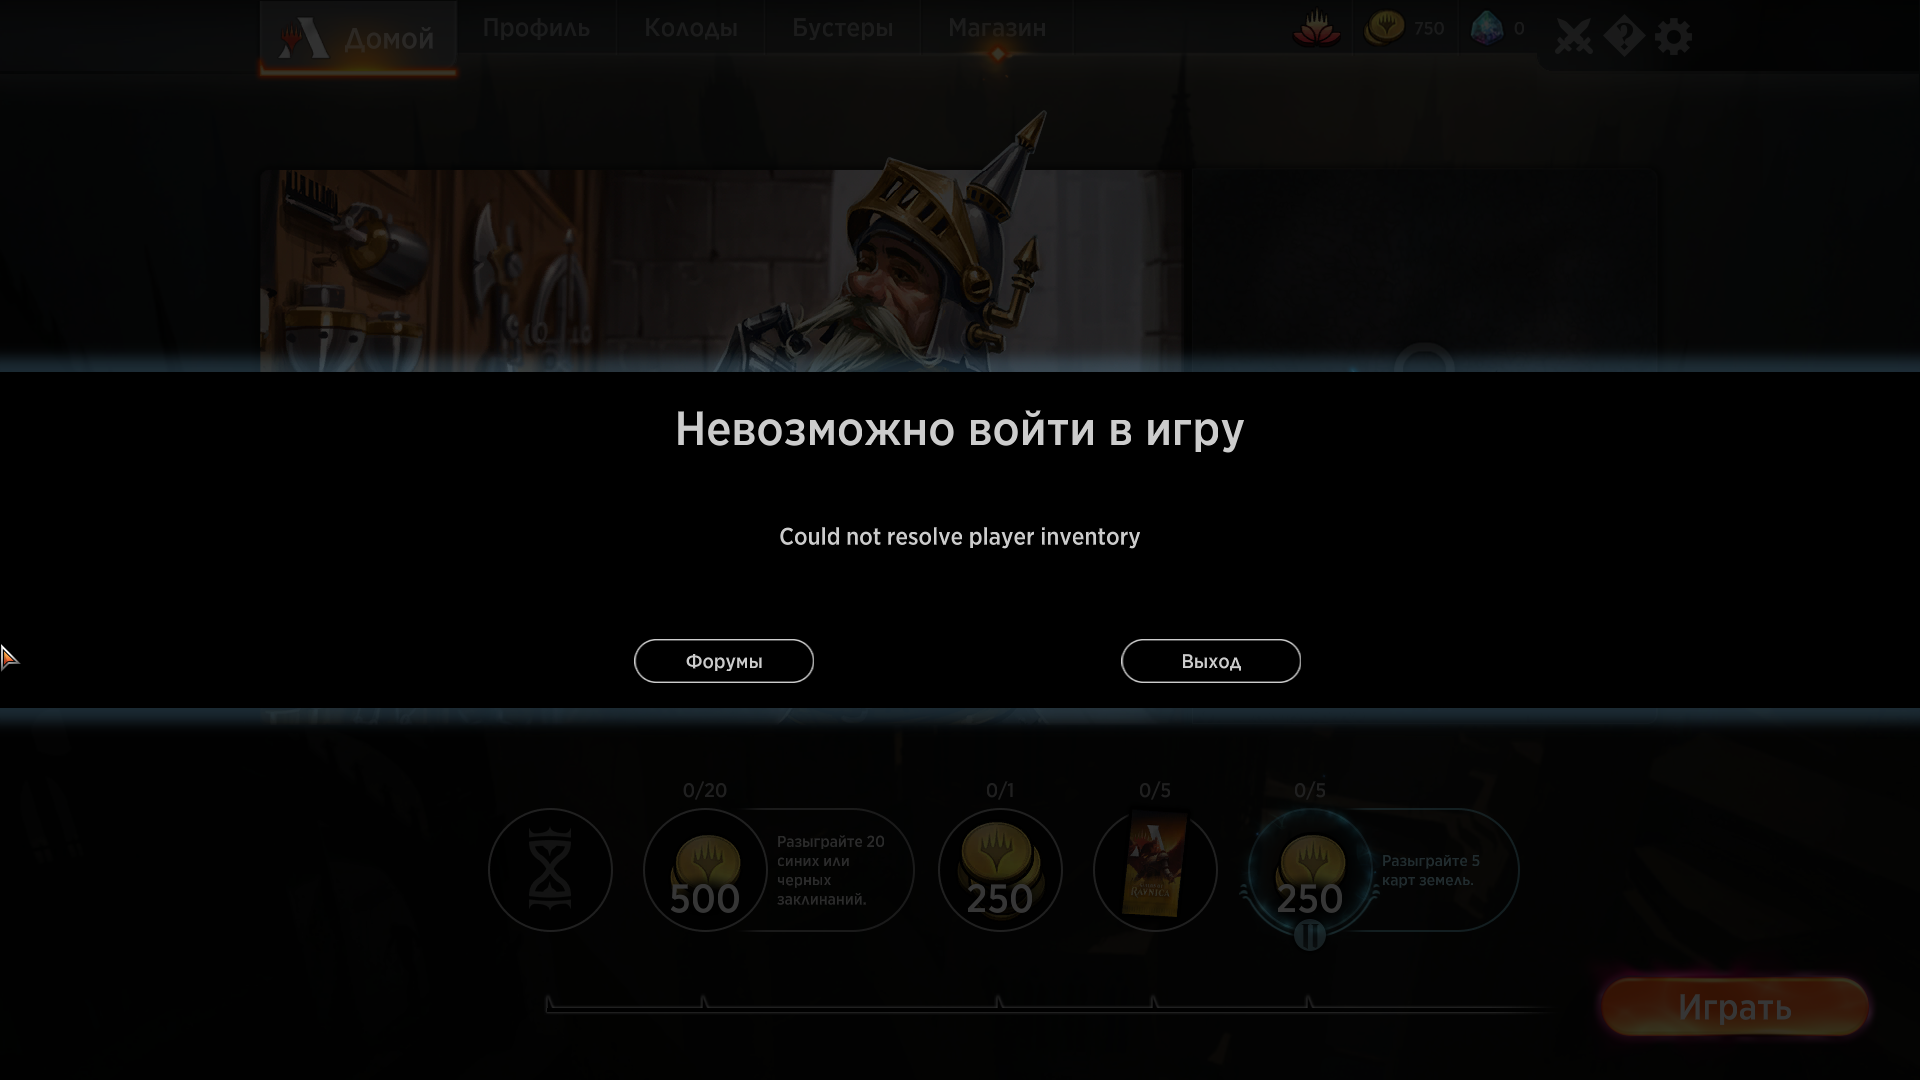 Домой
Профиль
Колоды
Бустеры
Магазин
750
0
Невозможно войти в игру
Could not resolve player inventory
Форумы
Выход
0/20
0/1
0/5
0/5
500
Разыграйте 20
синих или
черных
заклинаний.
250
RAVNICA
250
Разыграйте 5
карт земель.
Играть